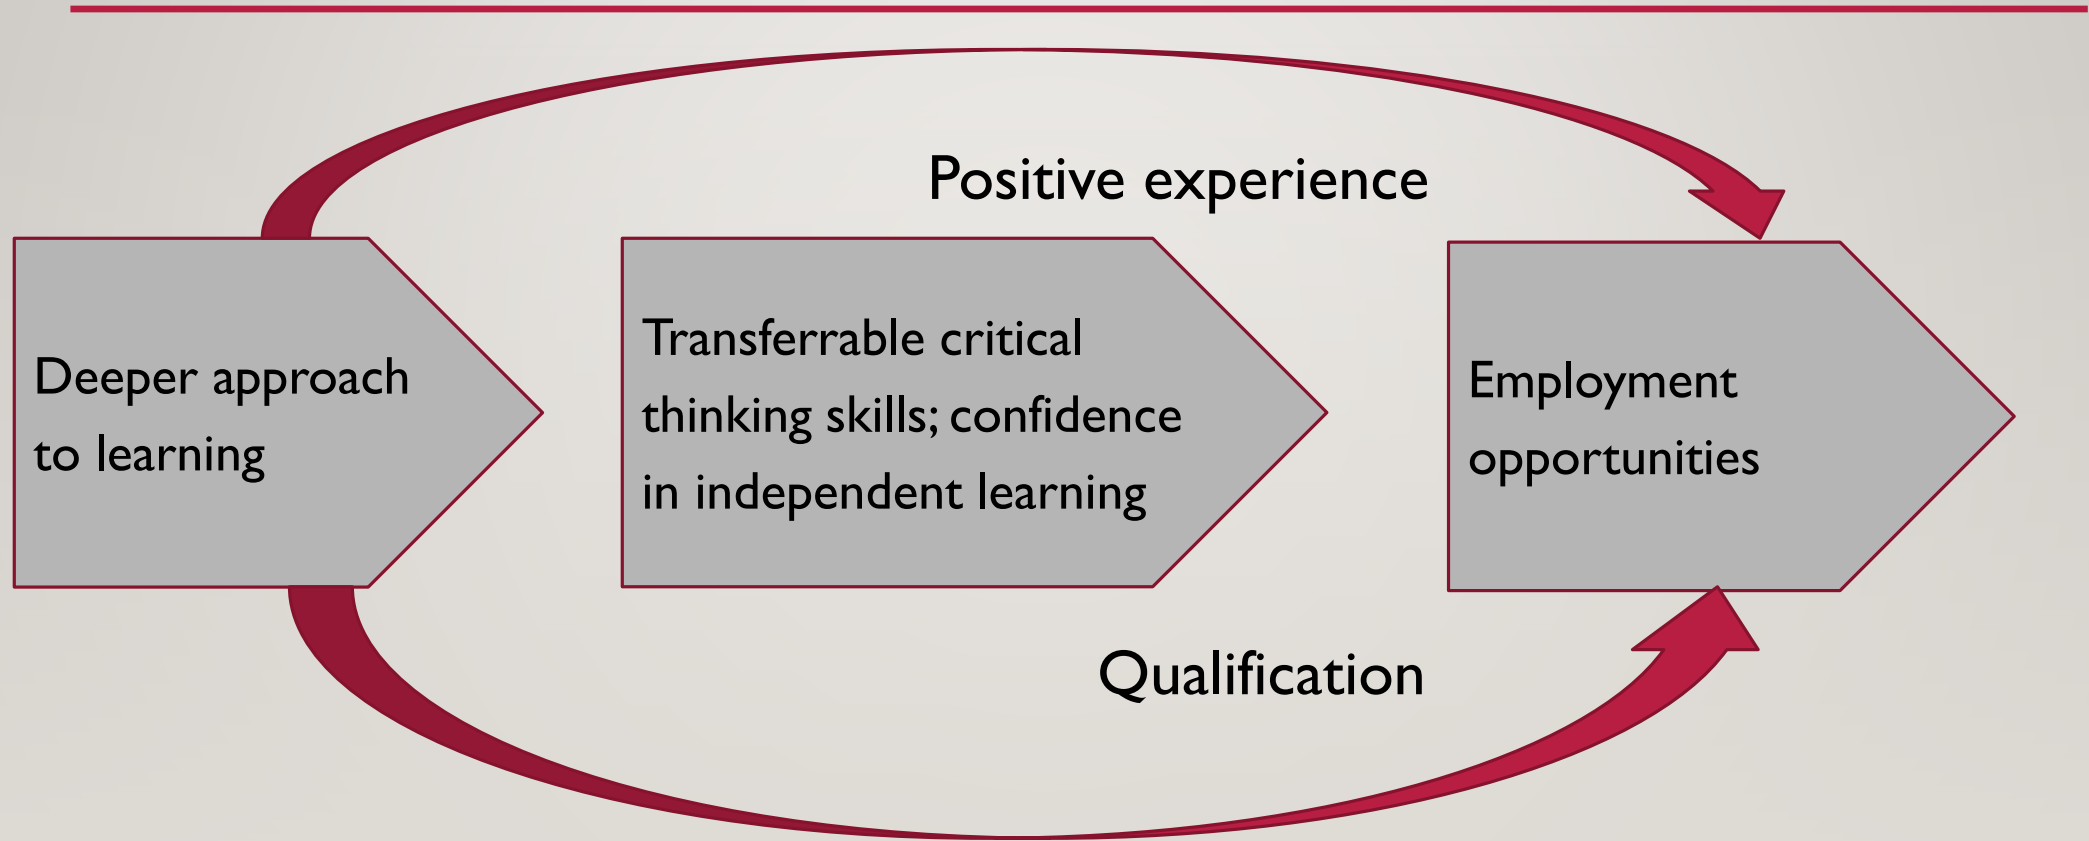 Positive experience
Deeper approach
to learning
Transferrable critical
thinking skills; confidence
in independent learning
Employment
opportunities
Qualification